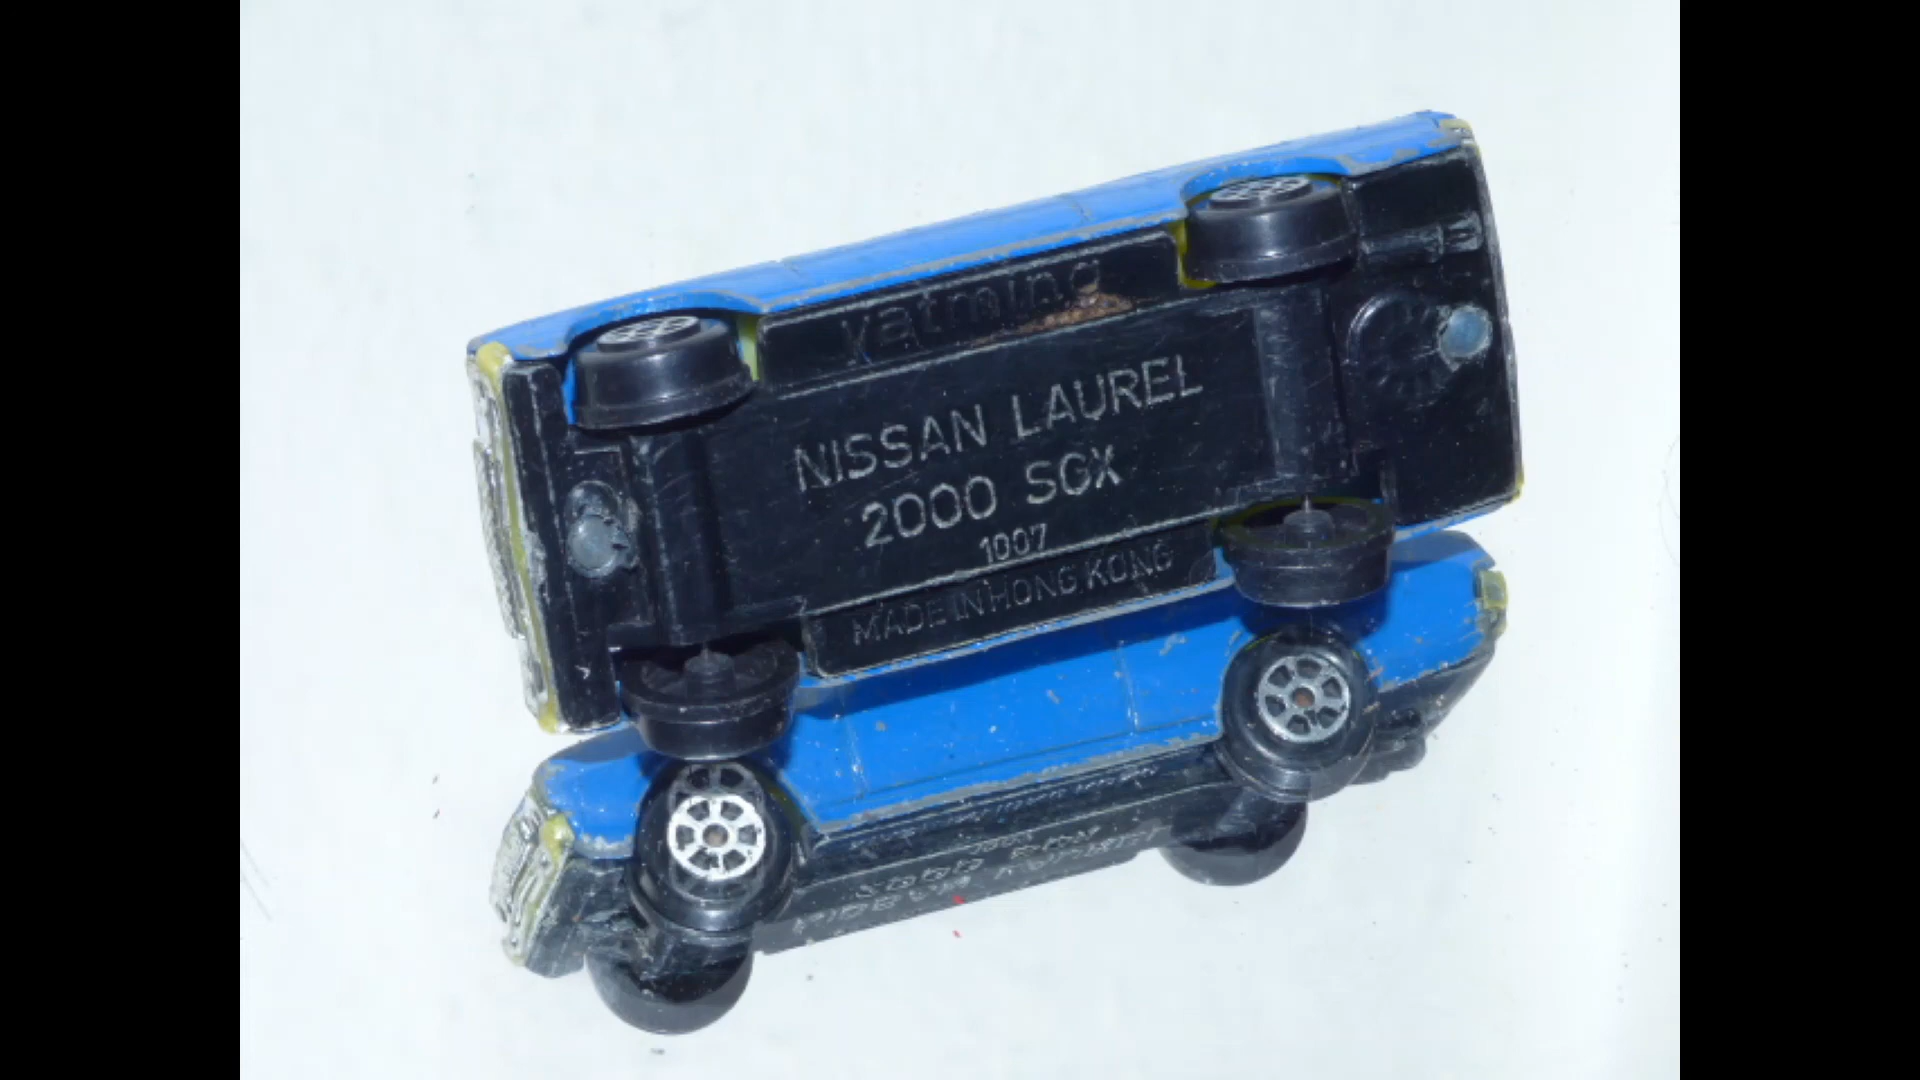 yatming
NISSAN LAUREL
2000 SGX
1007
MADE IN HONG KONG